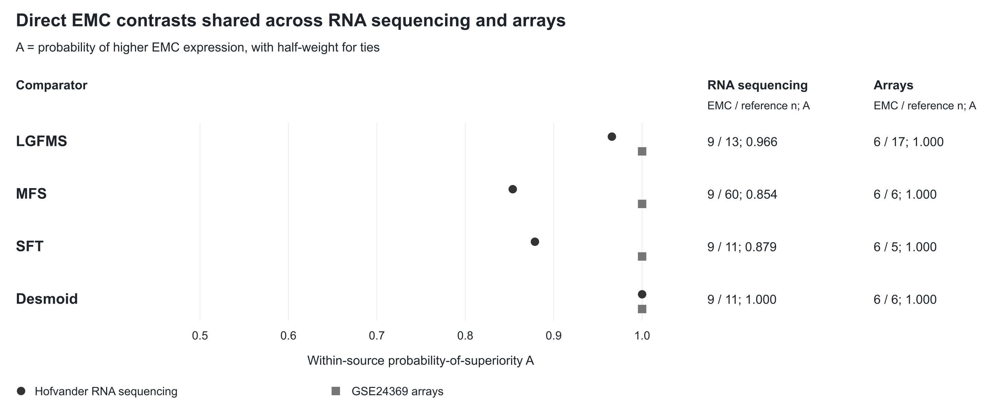 Direct EMC contrasts shared across RNA sequencing and arrays
A = probability of higher EMC expression, with half-weight for ties
Comparator
RNA sequencing
Arrays
EMC / reference n; A
EMC / reference n; A
LGFMS
9 / 13; 0.966
6 / 17; 1.000
MFS
9 / 60; 0.854
6 / 6; 1.000
SFT
9 / 11; 0.879
6 / 5; 1.000
Desmoid
9 / 11; 1.000
6 / 6; 1.000
0.5 0.6 0.7 0.8 0.9 1.0
Within-source probability-of-superiority A
Hofvander RNA sequencing
GSE24369 arrays